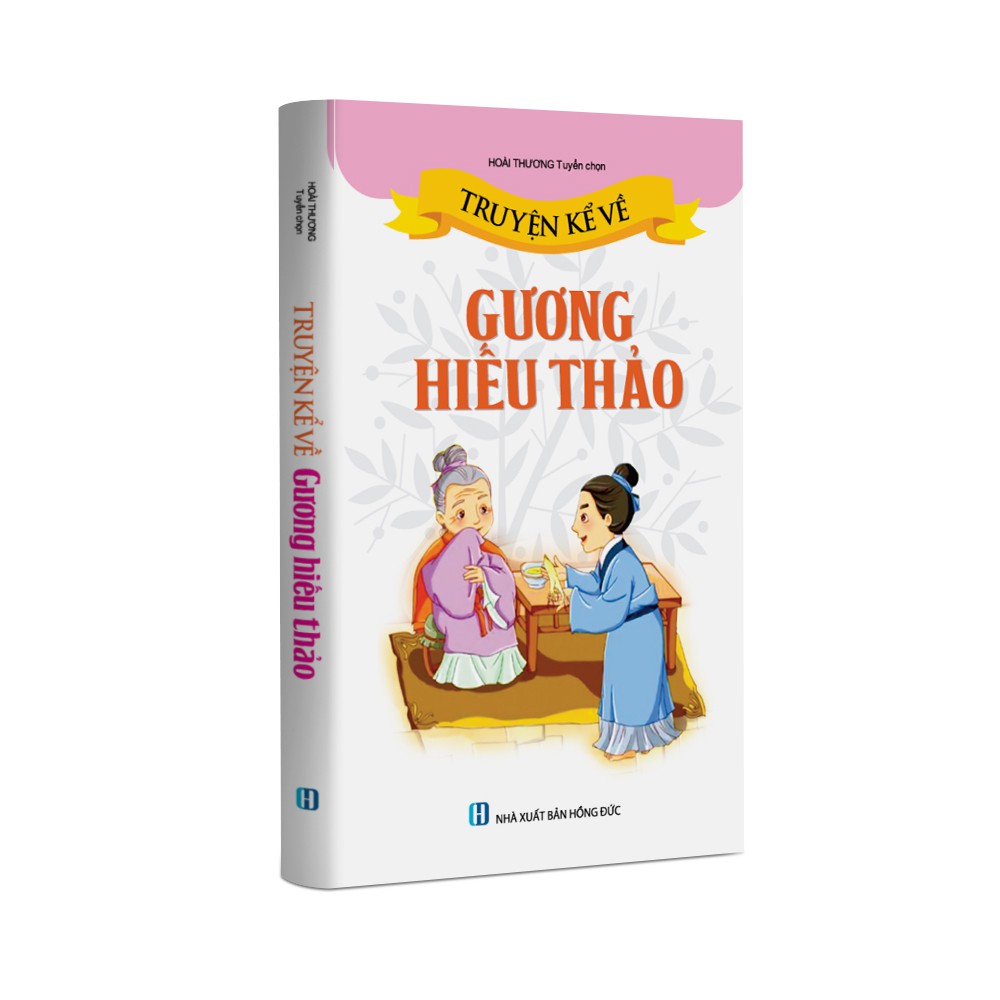 HOÀI THƯƠNG Tuyển chọn
TRUYỆN KỂ VỀ
GƯƠNG
HIẾU THẢO
H NHÀ XUẤT BẢN HỒNG ĐỨC
HOÀI THƯƠNG
Tuyển chọn
TRUYỆN KỂ VỀ Gương hiếu thảo
H